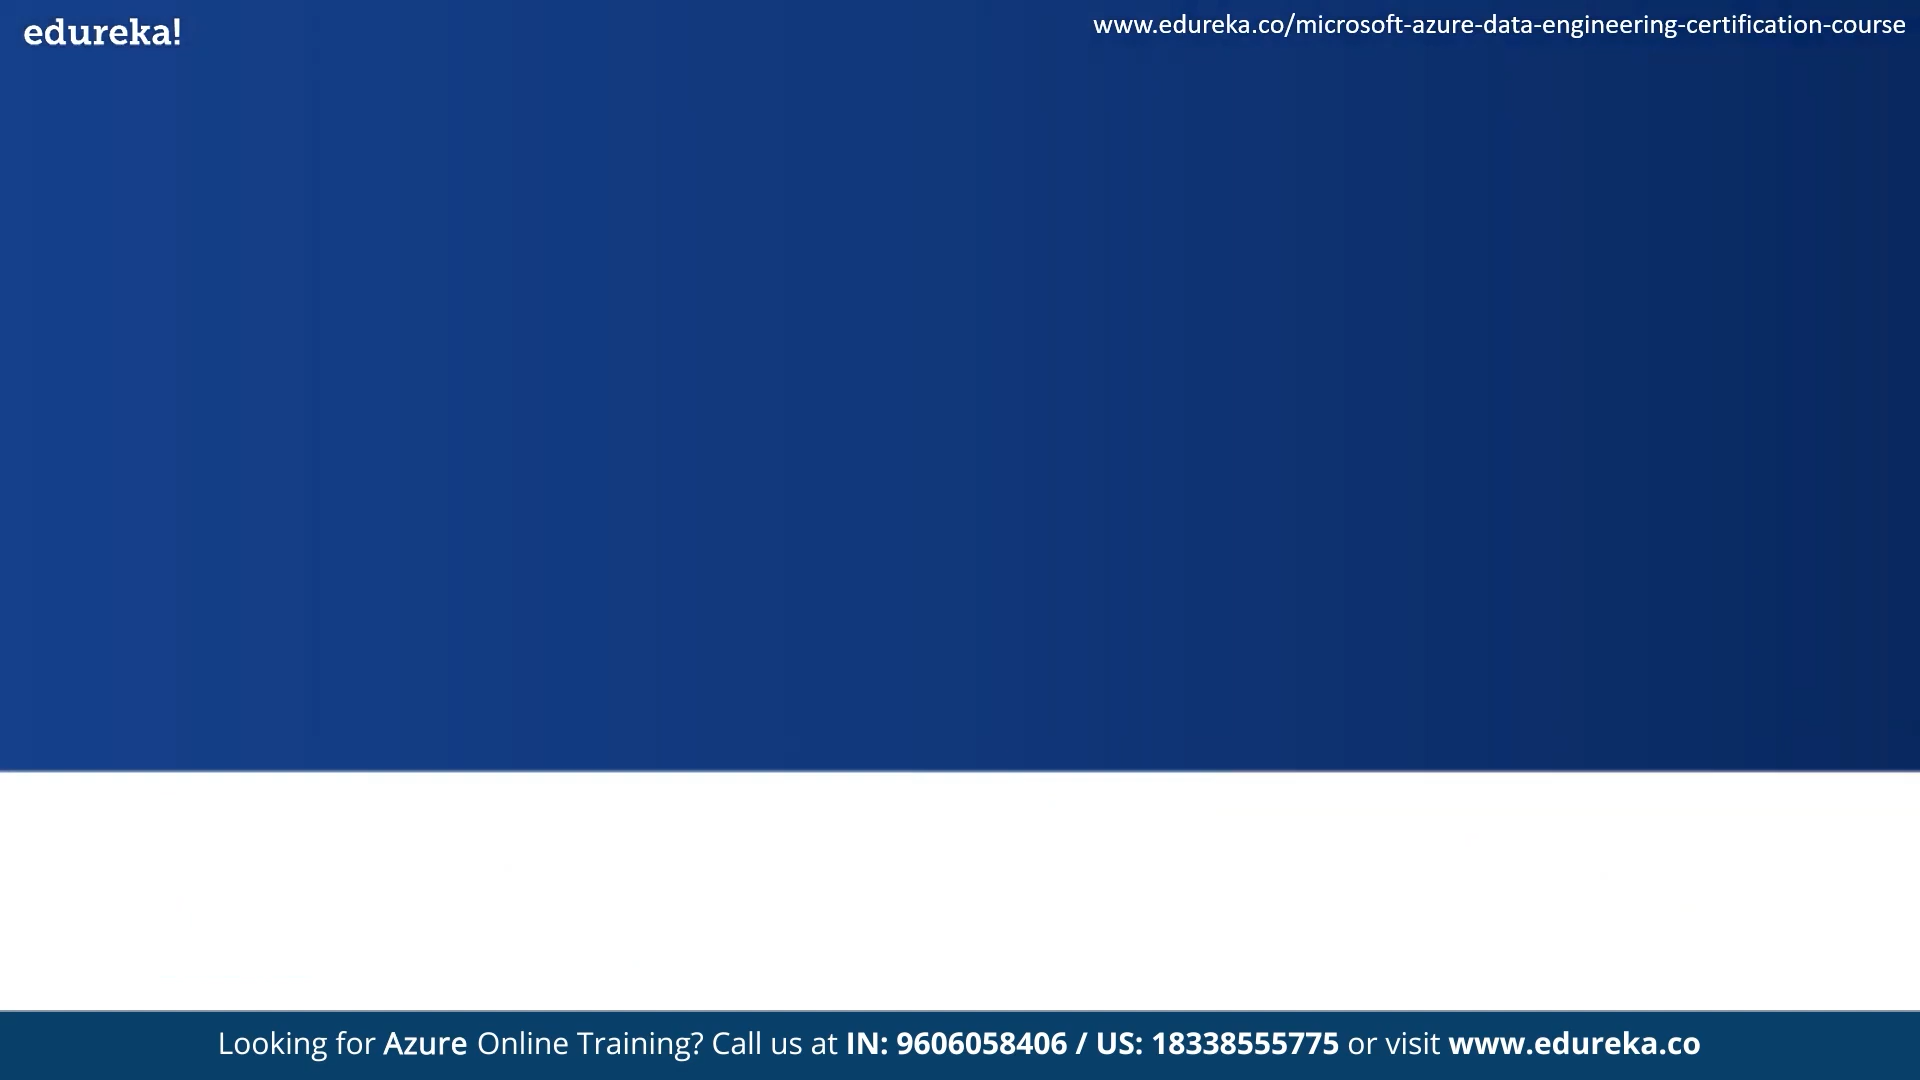 edureka!
www.edureka.co/microsoft-azure-data-engineering-certification-course
Looking for Azure Online Training? Call us at IN: 9606058406 / US: 18338555775 or visit www.edureka.co